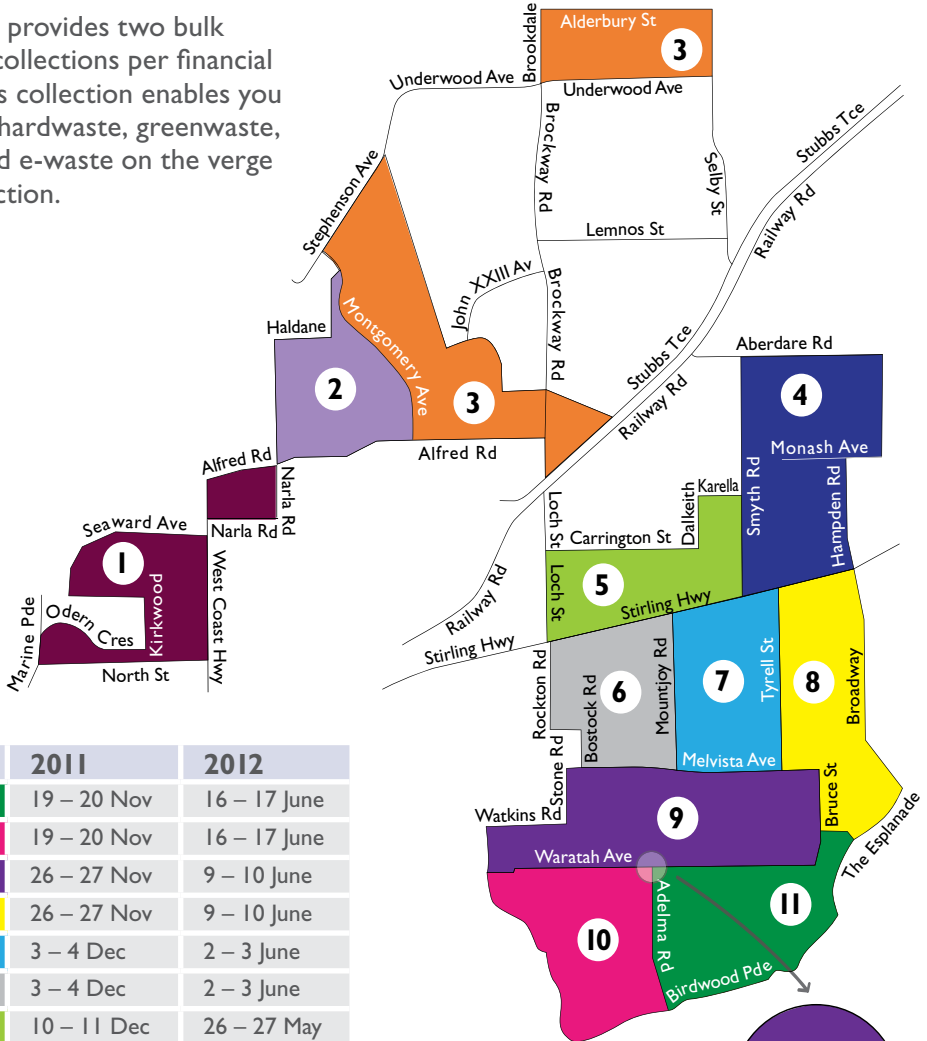 provides two bulk
collections per financial
s collection enables you
hardwaste, greenwaste,
d e-waste on the verge
ction.
Brookdale
Alderbury St
3
Underwood Ave
Underwood Ave
Brockway Rd
Selby St
Stubbs Tce
Railway Rd
Stephenson Ave
Lemnos St
John XXIII Av
Brockway Rd
Haldane
Montgomery Ave
2
3
Stubbs Tce
Railway Rd
Aberdare Rd
4
Monash Ave
Alfred Rd
Alfred Rd
Narla Rd
Narla Rd
Seaward Ave
1
Kirkwood
West Coast Hwy
Odern Cres
Marine Pde
North St
Karella
Dalkeith
Smyth Rd
Hampden Rd
Loch St
Carrington St
5
Loch St
Stirling Hwy
Railway Rd
Stirling Hwy
Rockton Rd
Bostock Rd
6
Mountjoy Rd
7
Tyrell St
8
Broadway
Stone Rd
Melvista Ave
Bruce St
Watkins Rd
9
The Esplanade
Waratah Ave
Adelma Rd
10
11
Birdwood Pde
2011 2012
19 – 20 Nov 16 – 17 June
19 – 20 Nov 16 – 17 June
26 – 27 Nov 9 – 10 June
26 – 27 Nov 9 – 10 June
3 – 4 Dec 2 – 3 June
3 – 4 Dec 2 – 3 June
10 – 11 Dec 26 – 27 May